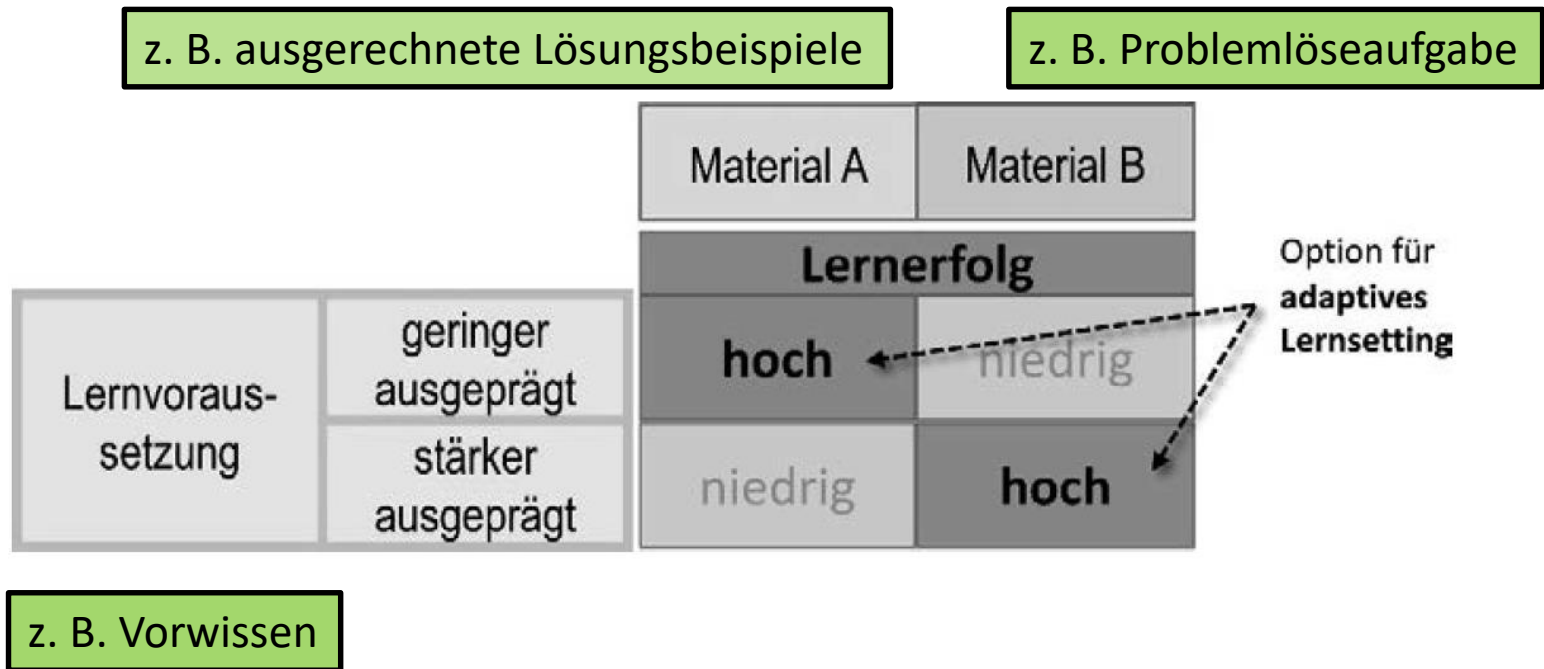 z. B. ausgerechnete Lösungsbeispiele
z. B. Problemlöseaufgabe
Material A
Material B
Lernerfolg
Option für
adaptives
Lernsetting
Lernvoraus-
setzung
geringer
ausgeprägt
hoch
niedrig
stärker
ausgeprägt
niedrig
hoch
z. B. Vorwissen